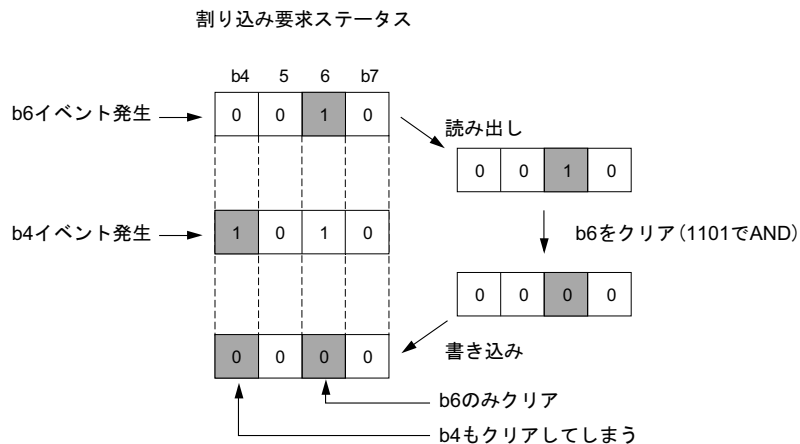 割り込み要求ステータス
b4 5 6 b7
b6イベント発生 0 0 1 0
読み出し
0 0 1 0
b4イベント発生 1 0 1 0
b6をクリア（1101でAND）
0 0 0 0
書き込み
0 0 0 0
b6のみクリア
b4もクリアしてしまう